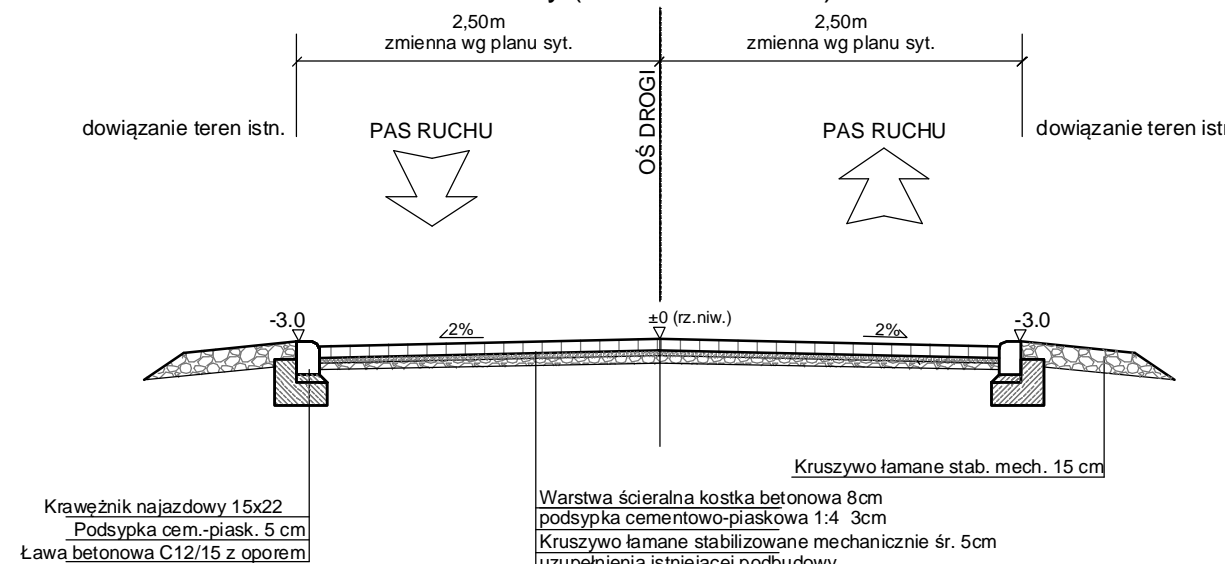 2,50m
zmienna wg planu syt.
2,50m
zmienna wg planu syt.
OŚ DROGI
dowiązanie teren istn.
PAS RUCHU
PAS RUCHU
dowiązanie teren
-3.0
2%
±0 (rz.niw.)
2%
-3.0
Kruszywo łamane stab. mech. 15 cm
Krawężnik najazdowy 15x22
Podsypka cem.-piask. 5 cm
Ława betonowa C12/15 z oporem
Warstwa ścieralna kostka betonowa 8cm
podsypka cementowo-piaskowa 1:4 3cm
Kruszywo łamane stabilizowane mechanicznie śr. 5cm
uzupełnienia istniejącej podbudowy